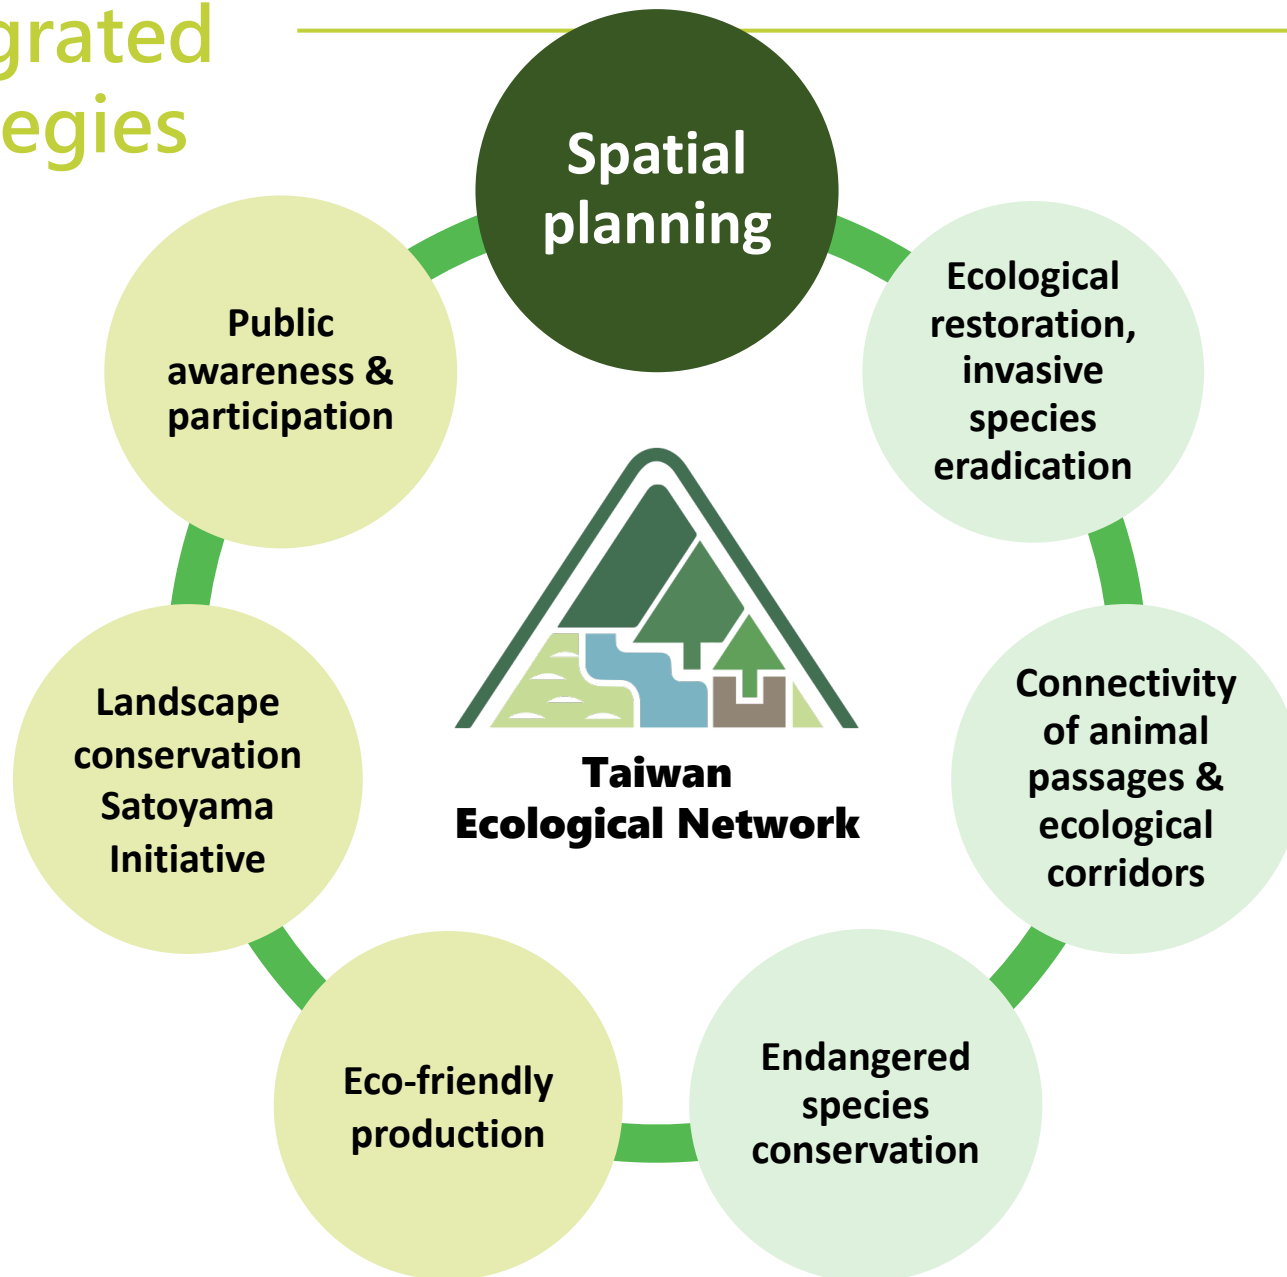 grated
egies
Spatial
planning
Ecological
restoration,
invasive
species
eradication
Connectivity
of animal
passages &
ecological
corridors
Endangered
species
conservation
Eco-friendly
production
Landscape
conservation
Satoyama
Initiative
Public
awareness &
participation
Taiwan
Ecological Network